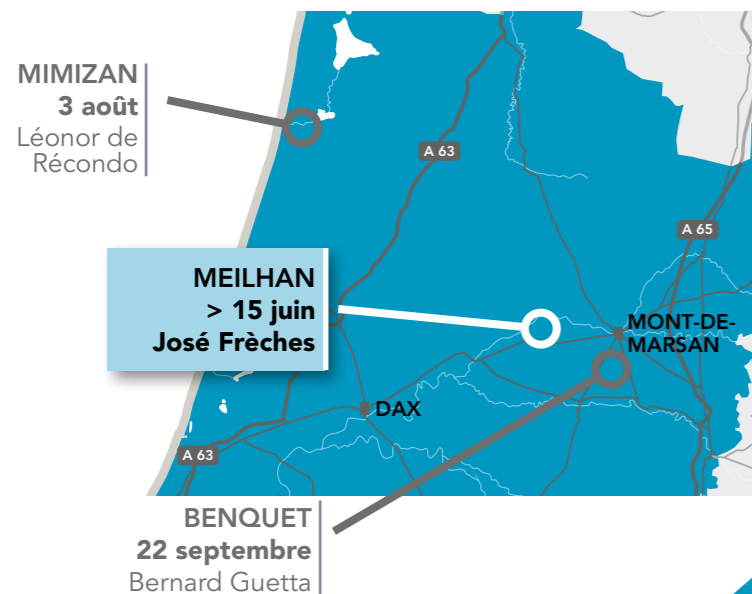 MIMIZAN
3 août
Léonor de
Récondo
A 63
A 65
MEILHAN
> 15 juin
José Frèches
MONT-DE-
MARSAN
DAX
A 63
BENQUET
22 septembre
Bernard Guetta